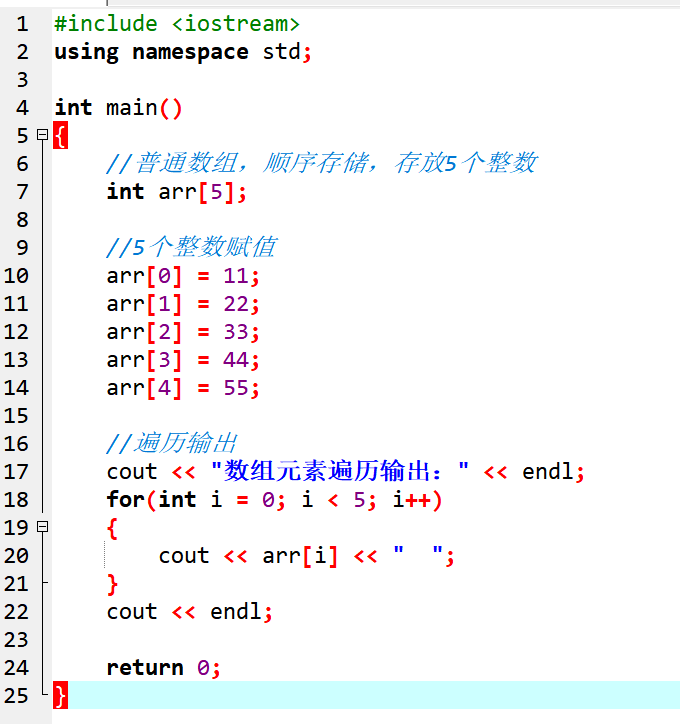 1 #include <iostream>
2 using namespace std;
3
4 int main()
5 {
6 //普通数组，顺序存储，存放5个整数
7 int arr[5];
8
9 //5个整数赋值
10 arr[0] = 11;
11 arr[1] = 22;
12 arr[2] = 33;
13 arr[3] = 44;
14 arr[4] = 55;
15
16 //遍历输出
17 cout << "数组元素遍历输出：" << endl;
18 for(int i = 0; i < 5; i++)
19 {
20 cout << arr[i] << "  ";
21 }
22 cout << endl;
23
24 return 0;
25 }